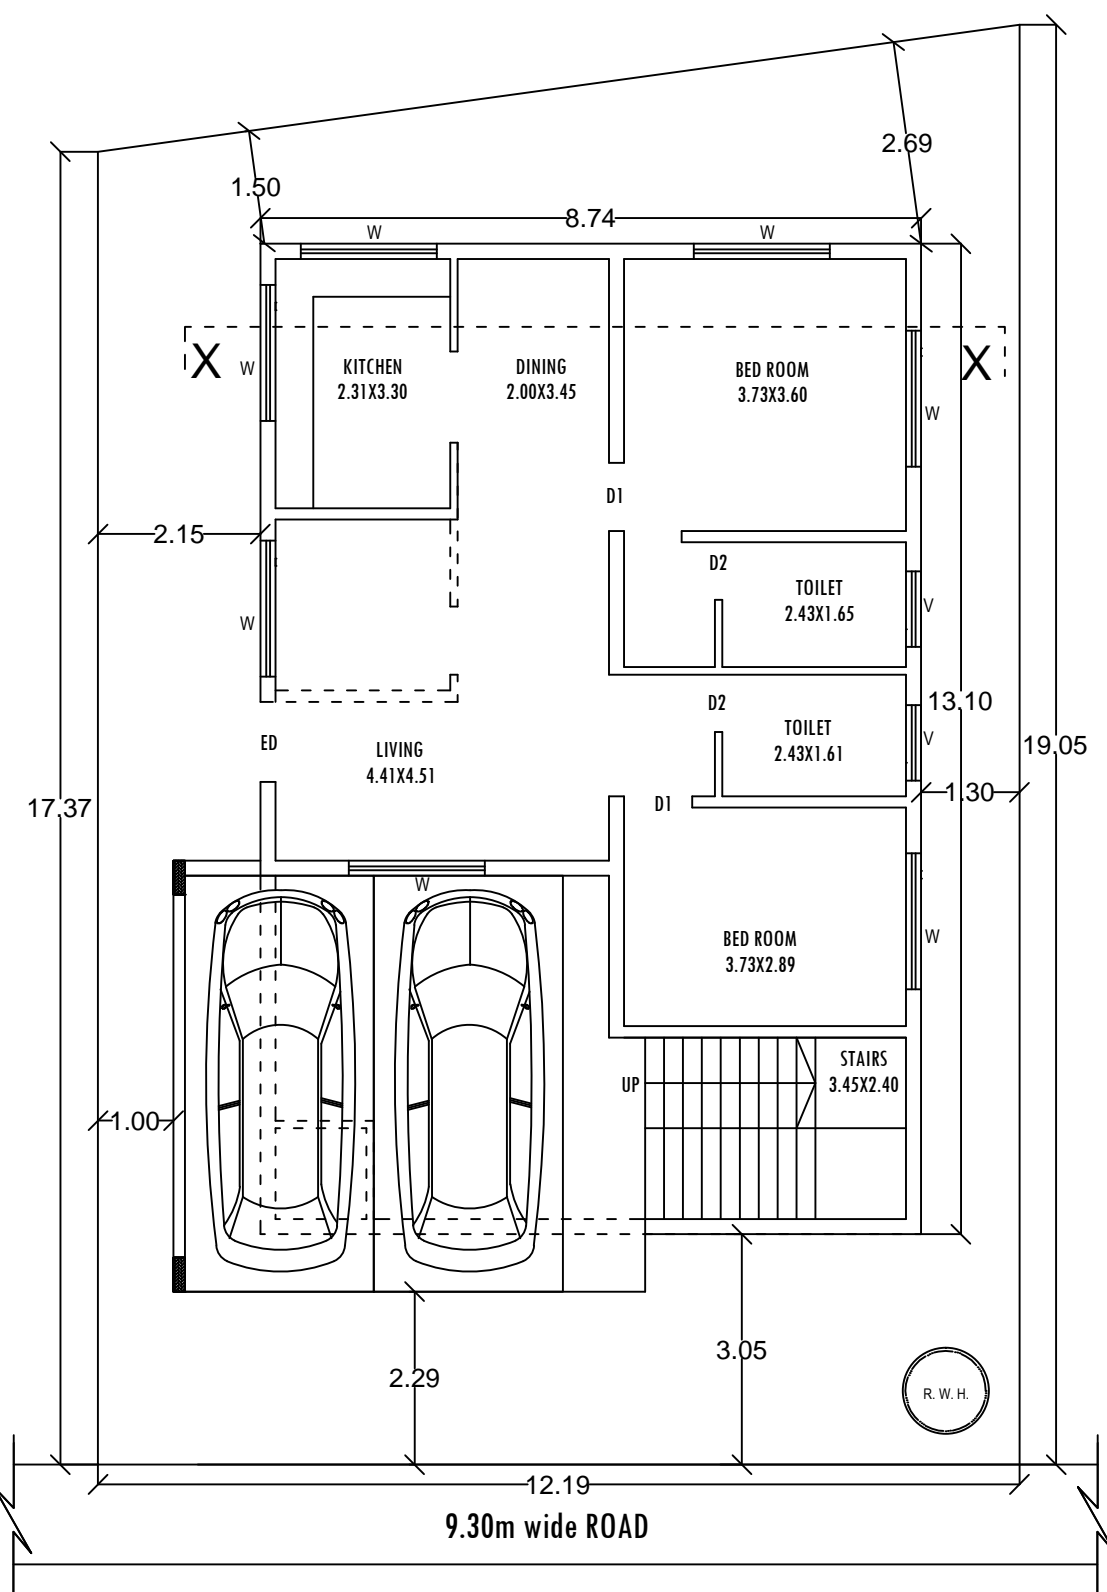 2.69
1.50
8.74
W
W
X
W
KITCHEN
2.31X3.30
DINING
2.00X3.45
BED ROOM
3.73X3.60
X
W
D1
2.15
D2
TOILET
2.43X1.65
V
W
13.10
D2
TOILET
2.43X1.61
V
ED
LIVING
4.41X4.51
19.05
17.37
D1
1.30
W
BED ROOM
3.73X2.89
W
UP
STAIRS
3.45X2.40
1.00
3.05
2.29
R. W. H.
12.19
9.30m wide ROAD